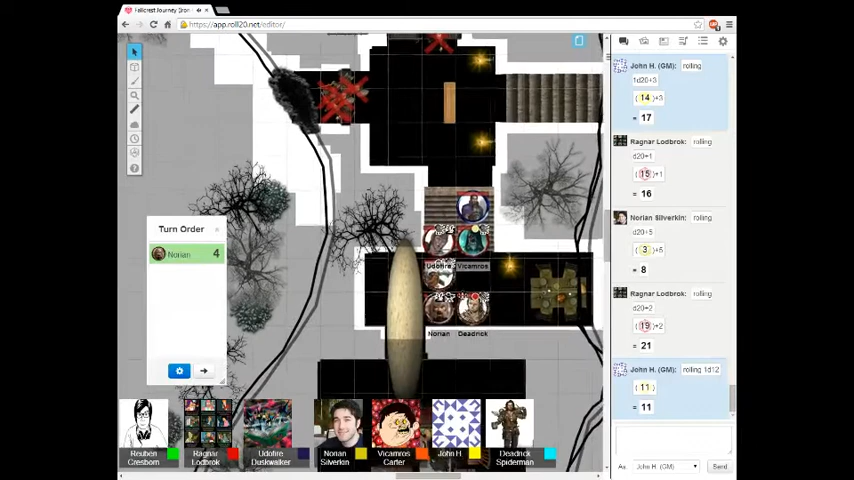 Fellcrest Journey |Iron
https://app.roll20.net/editor/
Turn Order
Norian 4
Udofire Vicamros
Norian Deadrick
John H. (GM): rolling
1d20+3
(14)+3
= 17
Ragnar Lodbrok: rolling
d20+1
(15)+1
= 16
Norian Silverkin: rolling
d20+5
(3)+5
= 8
Ragnar Lodbrok: rolling
d20+2
(19)+2
= 21
John H. (GM): rolling 1d12
(11)
= 11
As John H. (GM) Send
Reuben Cresborn
Ragnar Lodbrok
Udofire Duskwalker
Norian Silverkin
Vicamros Carter
John H
Deadrick Spiderman